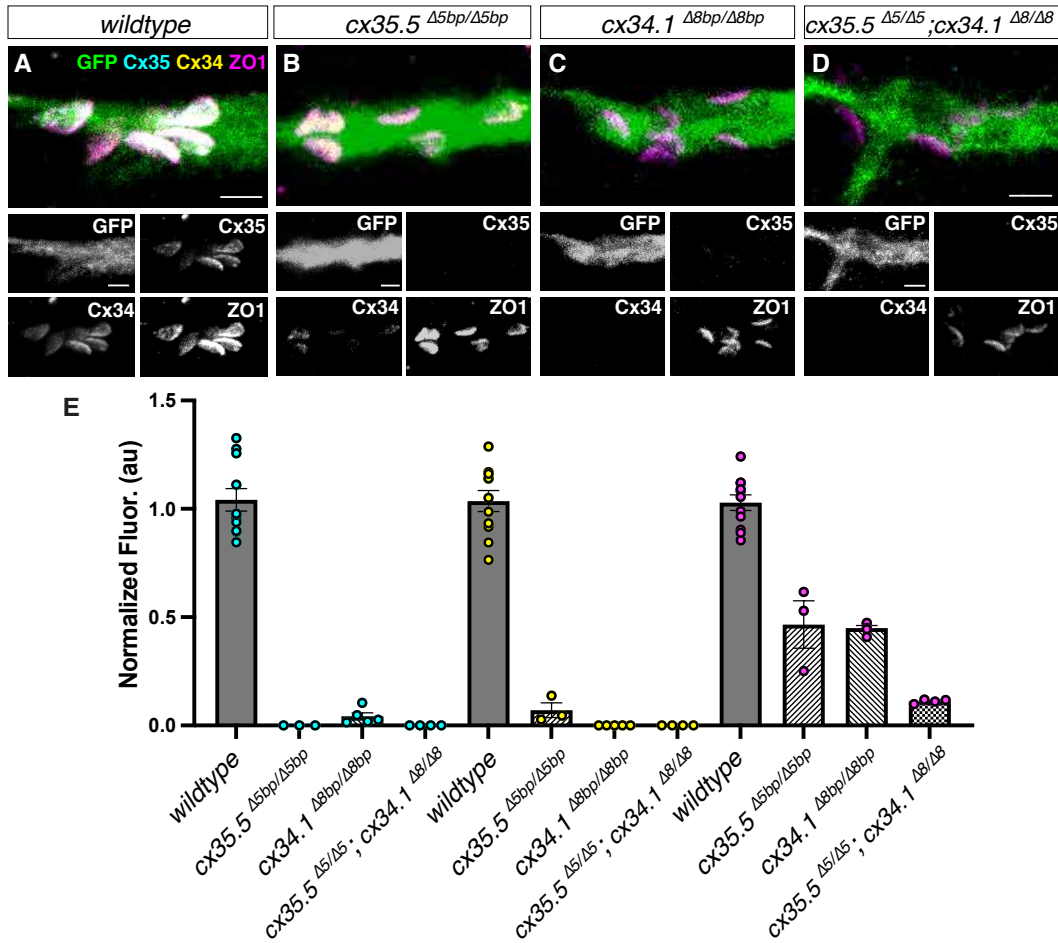 wildtype
cx35.5 Δ5bp/Δ5bp
cx34.1 Δ8bp/Δ8bp
cx35.5 Δ5/Δ5;cx34.1 Δ8/Δ8
A GFP Cx35 Cx34 ZO1
B
C
D
GFP Cx35 GFP Cx35 GFP Cx35 GFP Cx35
Cx34 ZO1 Cx34 ZO1 Cx34 ZO1 Cx34 ZO1
E
Normalized Fluor. (au)
1.5
1.0
0.5
0.0
wildtype
cx35.5 Δ5bp/Δ5bp
cx34.1 Δ8bp/Δ8bp
cx35.5 Δ5/Δ5; cx34.1 Δ8/Δ8
wildtype
cx35.5 Δ5bp/Δ5bp
cx34.1 Δ8bp/Δ8bp
cx35.5 Δ5/Δ5; cx34.1 Δ8/Δ8
wildtype
cx35.5 Δ5bp/Δ5bp
cx34.1 Δ8bp/Δ8bp
cx35.5 Δ5/Δ5; cx34.1 Δ8/Δ8